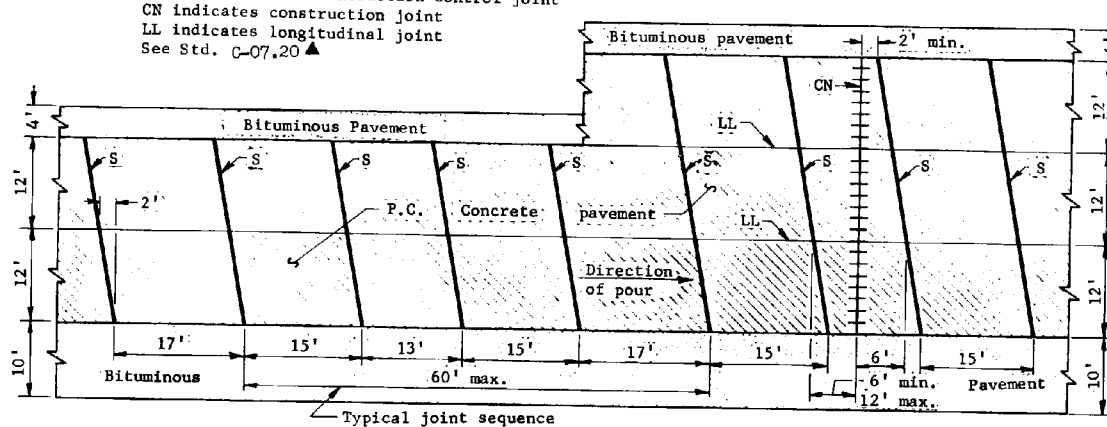 CN indicates construction joint
LL indicates longitudinal joint
See Std. C-07.20 ▲
Bituminous pavement
2' min.
CN
4'
Bituminous Pavement
LL
12'
S S S S S S S S S
12'
2'
P.C. Concrete pavement
12'
LL
12'
Direction of pour
12'
17' 15' 13' 15' 17' 15' 6' 15'
10'
Bituminous
60' max.
6' min.
12' max.
Pavement
10'
Typical joint sequence